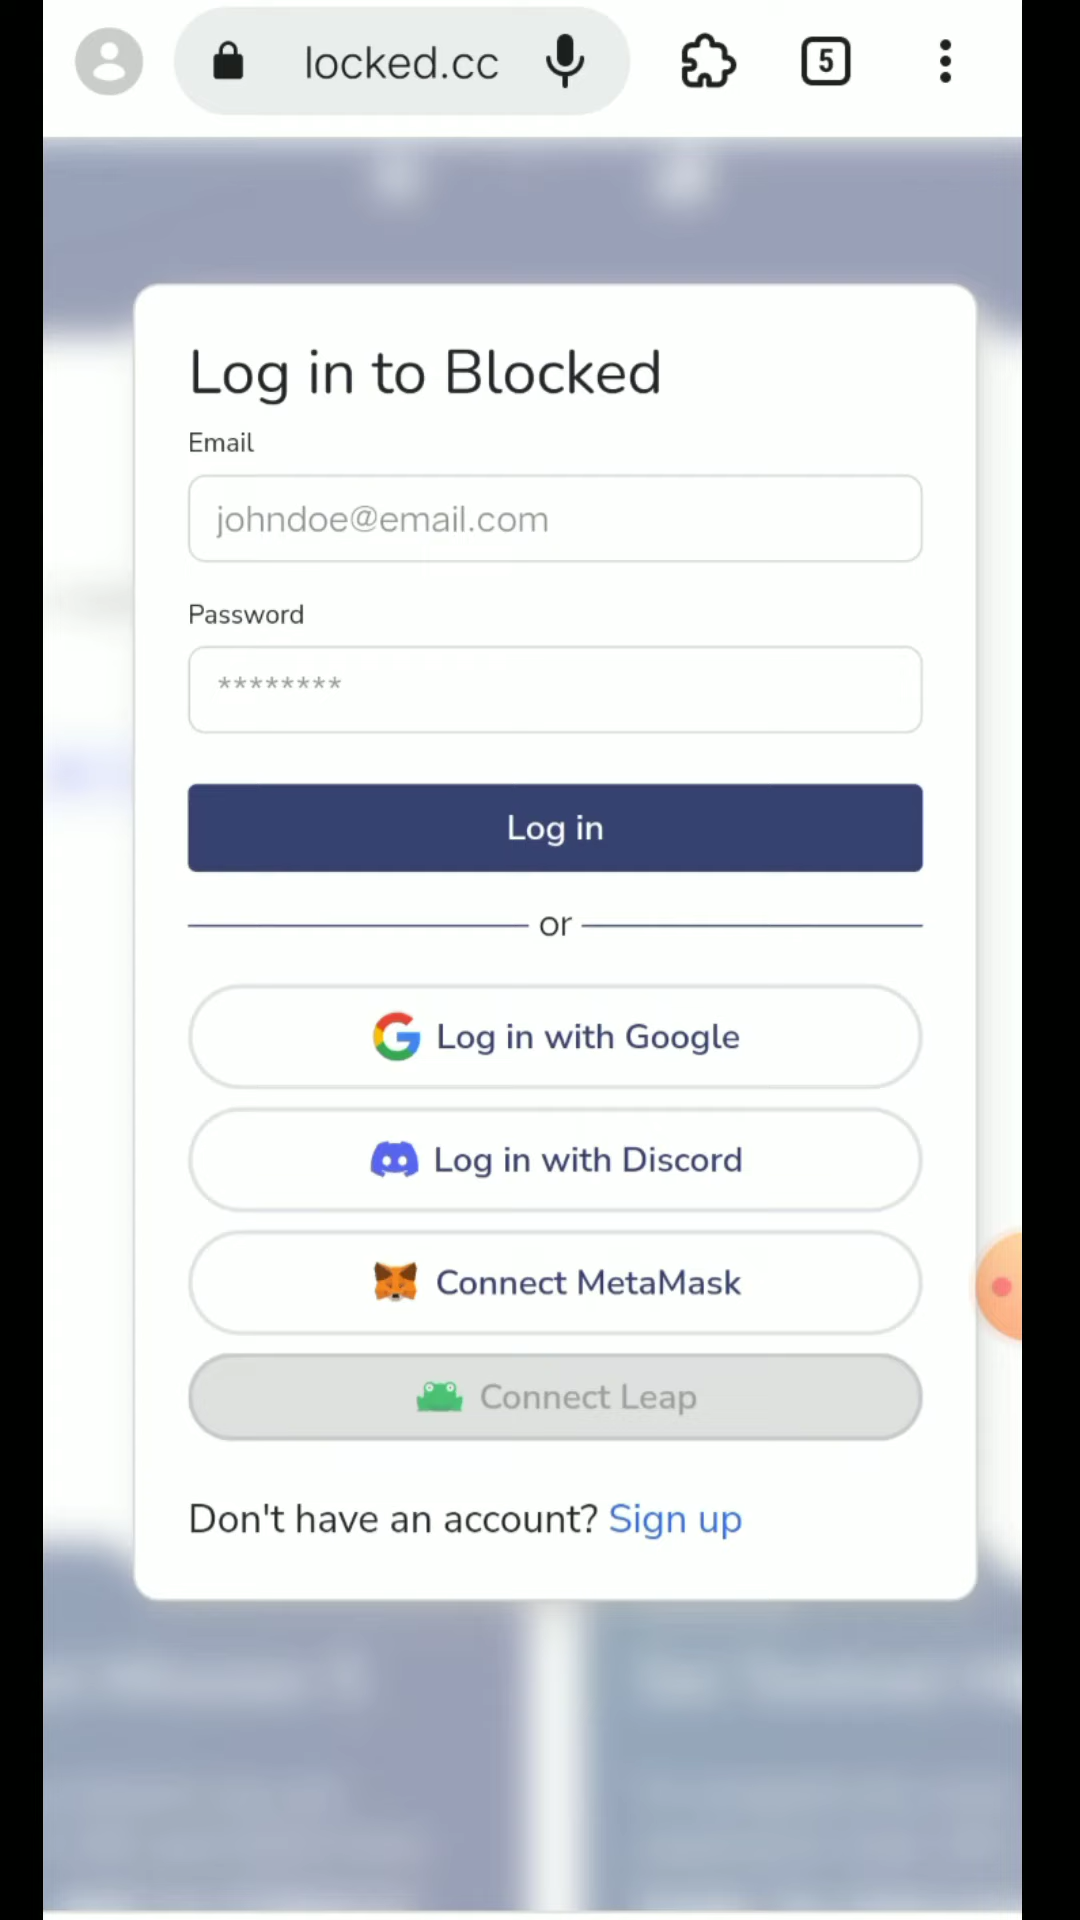 locked.cc
5
Log in to Blocked
Email
johndoe@email.com
Password
********
Log in
or
Log in with Google
Log in with Discord
Connect MetaMask
Connect Leap
Don't have an account? Sign up